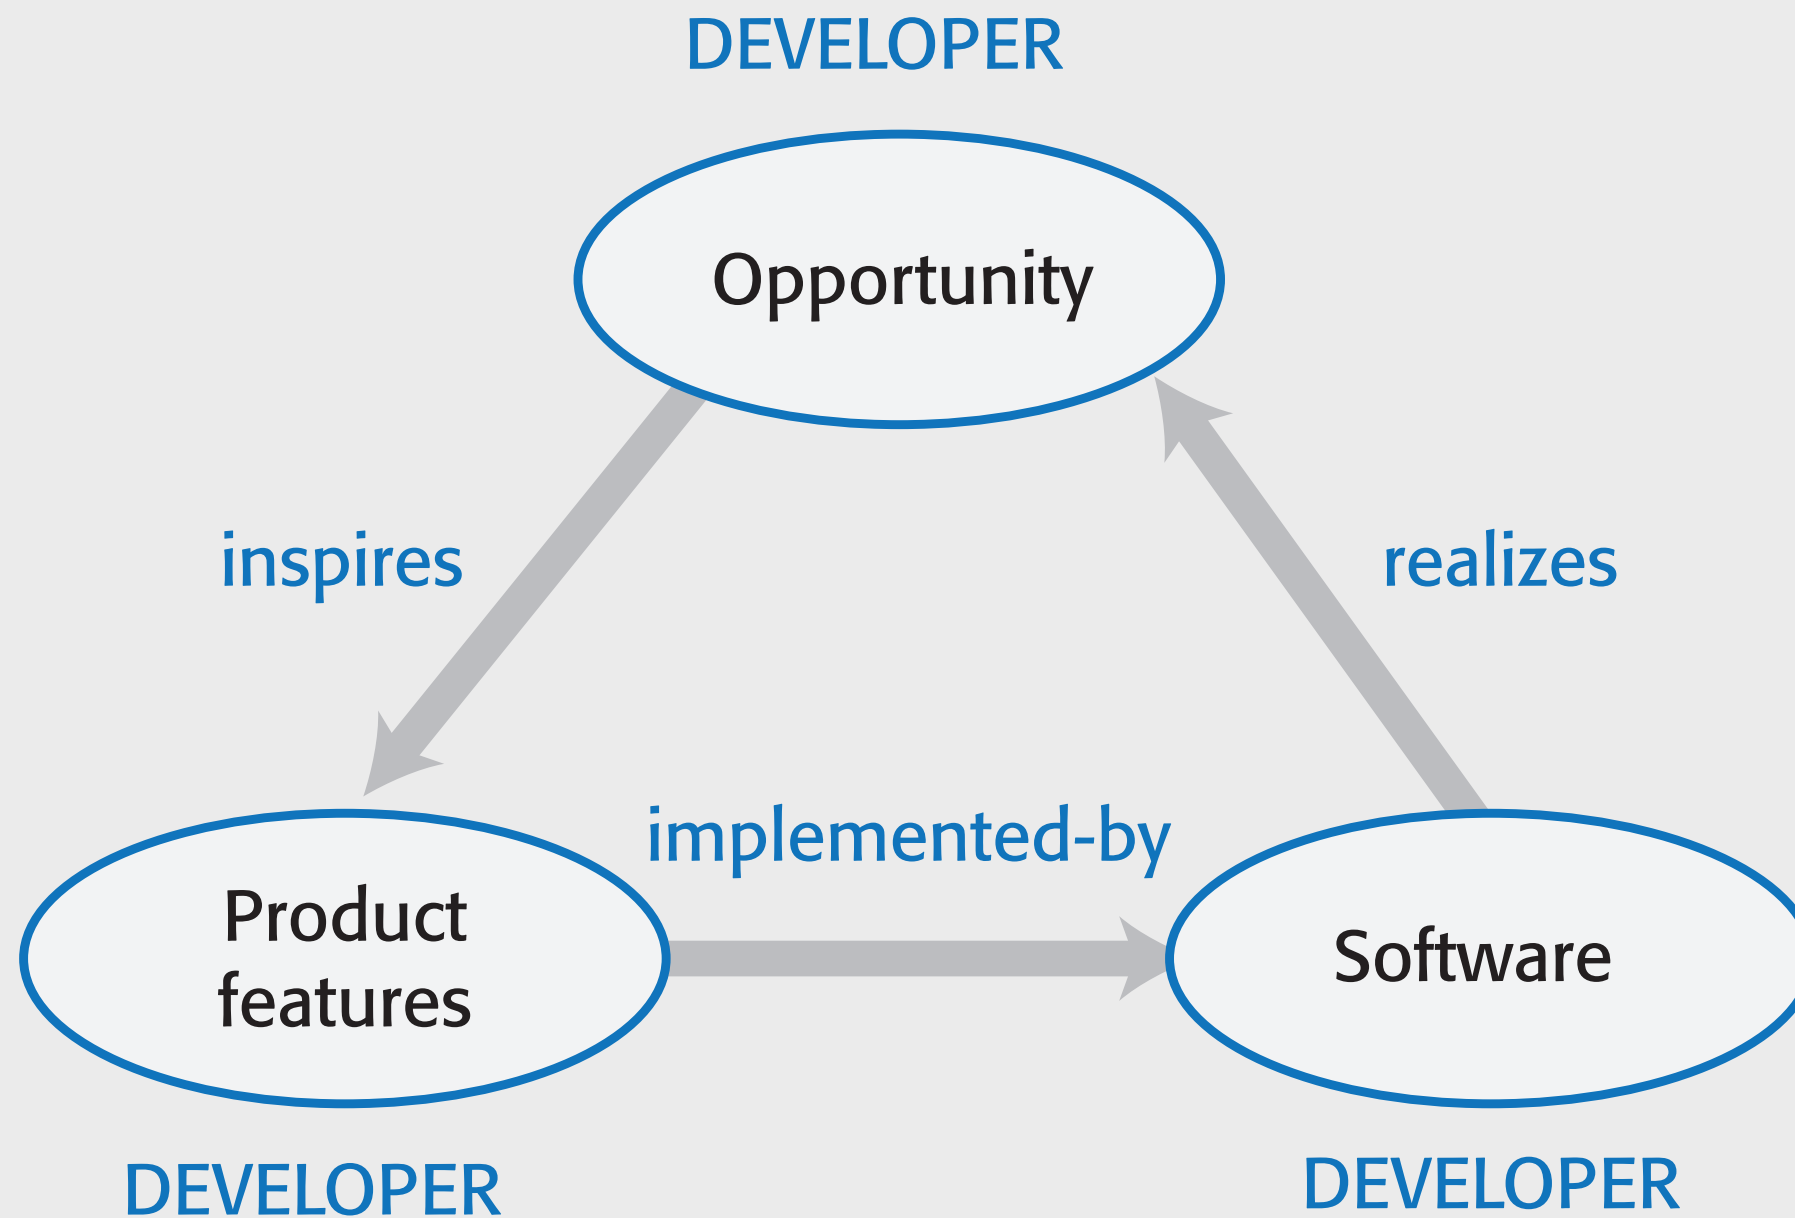 DEVELOPER
Opportunity
inspires
realizes
implemented-by
Product
features
Software
DEVELOPER
DEVELOPER